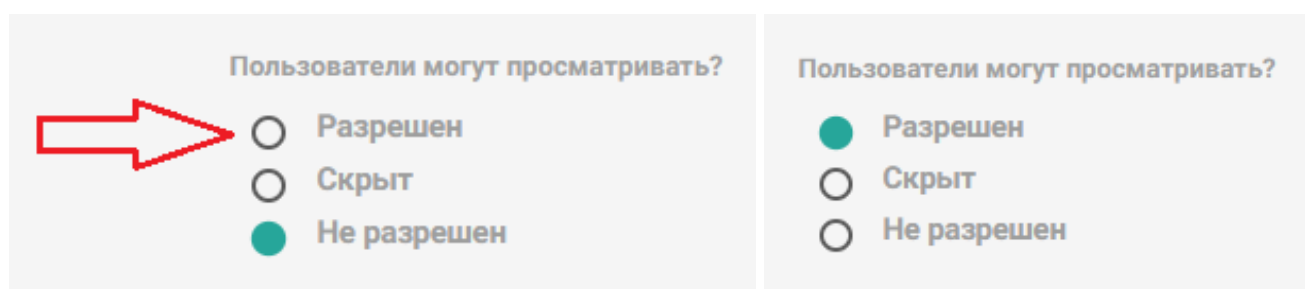 Пользователи могут просматривать?
Разрешен
Скрыт
Не разрешен
Пользователи могут просматривать?
Разрешен
Скрыт
Не разрешен